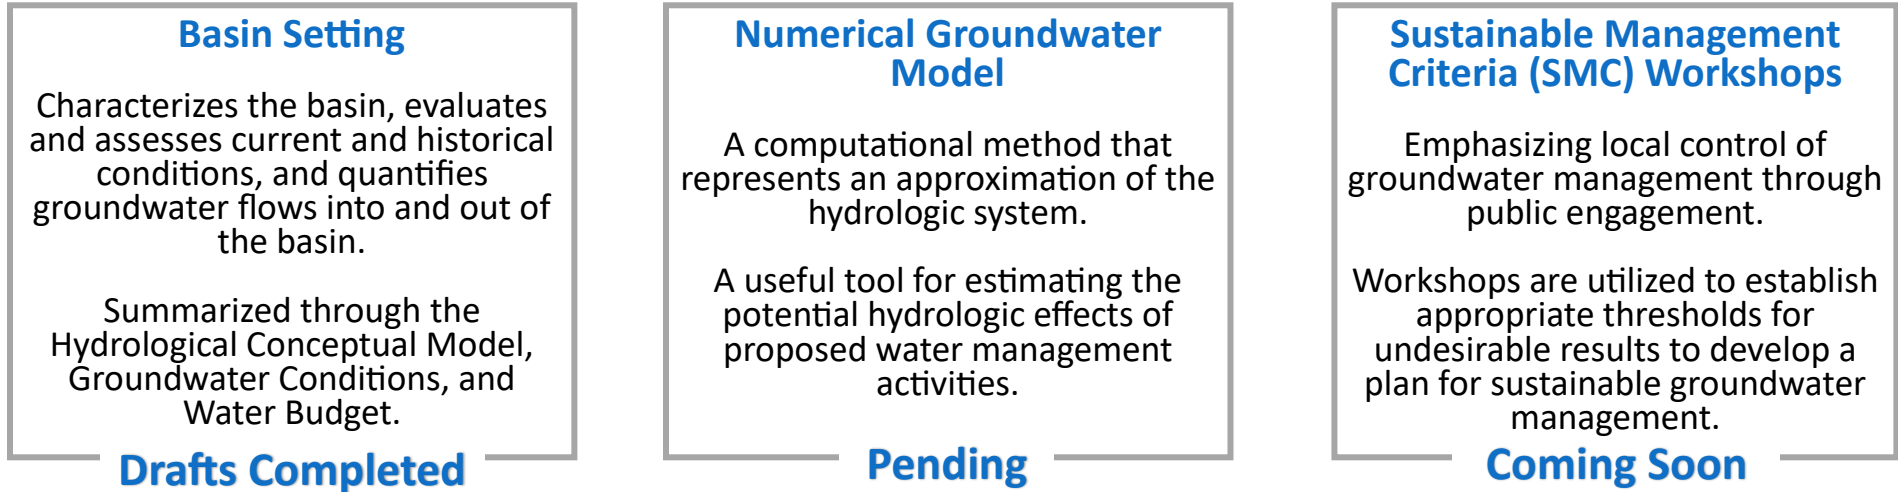 Basin Setting
Characterizes the basin, evaluates
and assesses current and historical
conditions, and quantifies
groundwater flows into and out of
the basin.
Summarized through the
Hydrological Conceptual Model,
Groundwater Conditions, and
Water Budget.
Drafts Completed
Numerical Groundwater
Model
A computational method that
represents an approximation of the
hydrologic system.
A useful tool for estimating the
potential hydrologic effects of
proposed water management
activities.
Pending
Sustainable Management
Criteria (SMC) Workshops
Emphasizing local control of
groundwater management through
public engagement.
Workshops are utilized to establish
appropriate thresholds for
undesirable results to develop a
plan for sustainable groundwater
management.
Coming Soon